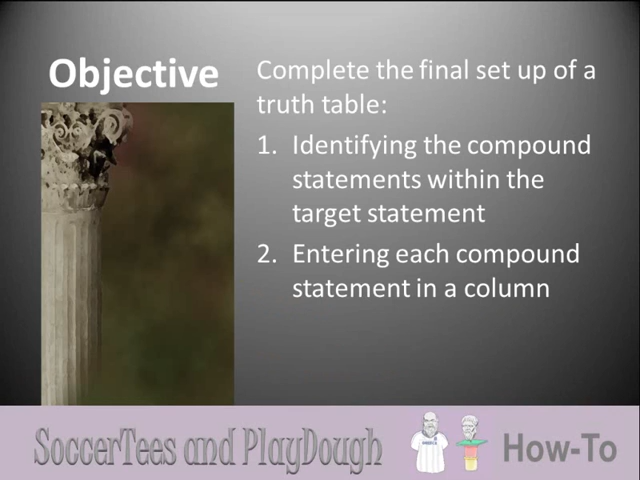 Objective
Complete the final set up of a
truth table:
1. Identifying the compound
statements within the
target statement
2. Entering each compound
statement in a column
SoccerTees and PlayDough
How-To